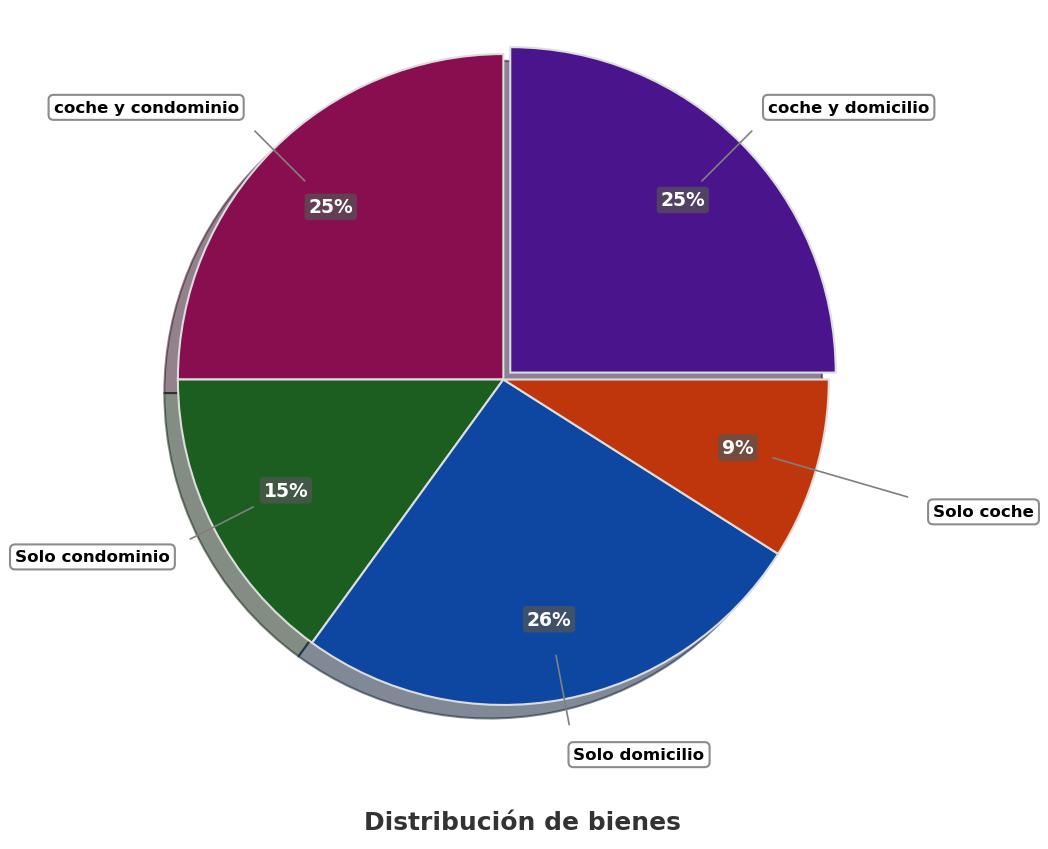 coche y condominio
coche y domicilio
25%
25%
9%
15%
Solo coche
Solo condominio
26%
Solo domicilio
Distribución de bienes